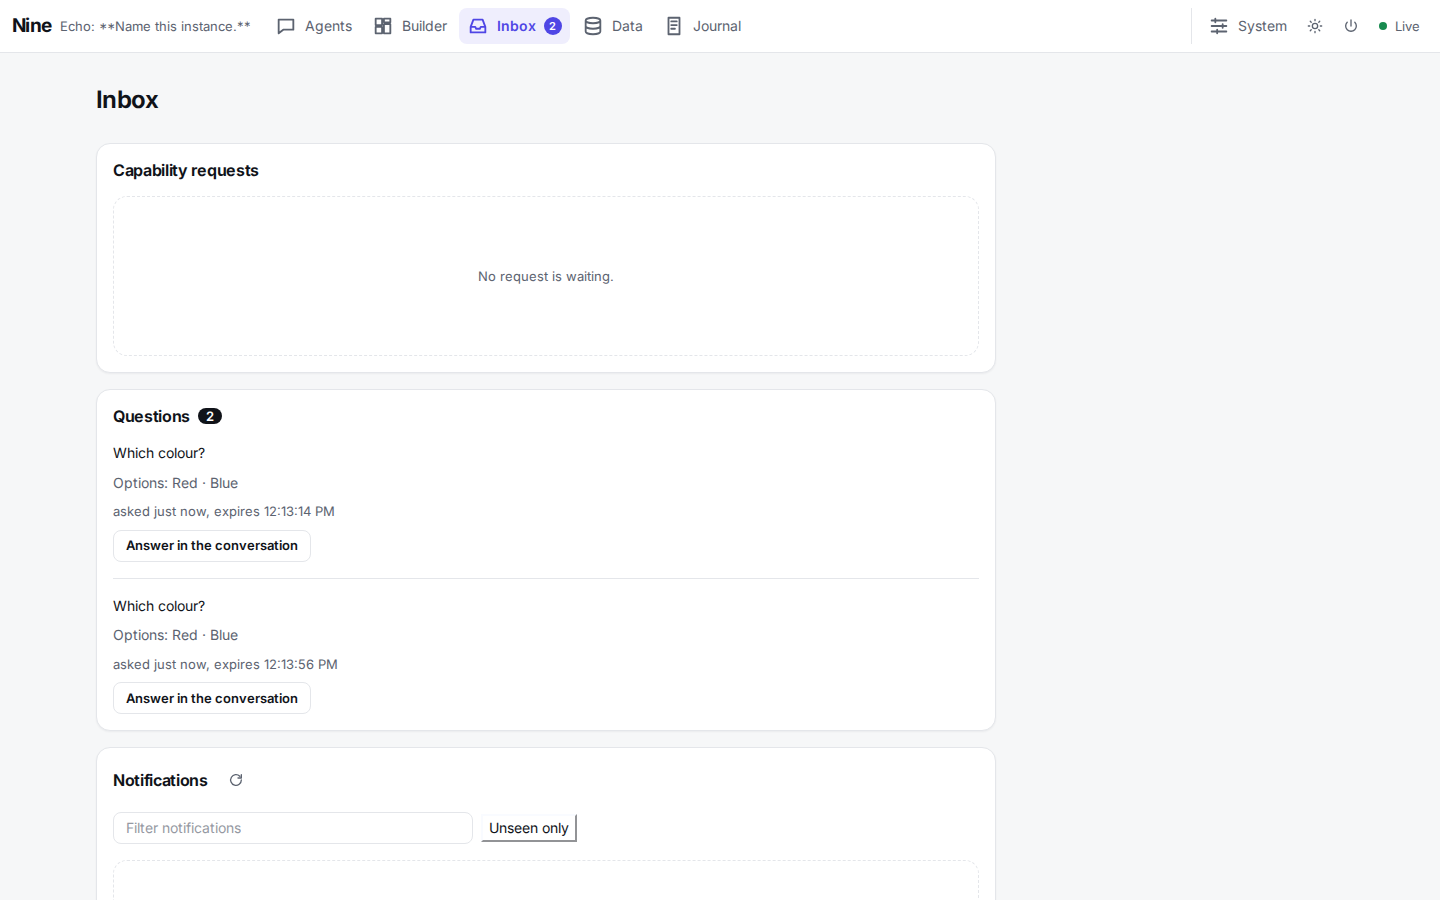 Nine Echo: **Name this instance.** Agents Builder Inbox 2 Data Journal System Live
Inbox
Capability requests
No request is waiting.
Questions 2
Which colour?
Options: Red · Blue
asked just now, expires 12:13:14 PM
Answer in the conversation
Which colour?
Options: Red · Blue
asked just now, expires 12:13:56 PM
Answer in the conversation
Notifications
Filter notifications Unseen only